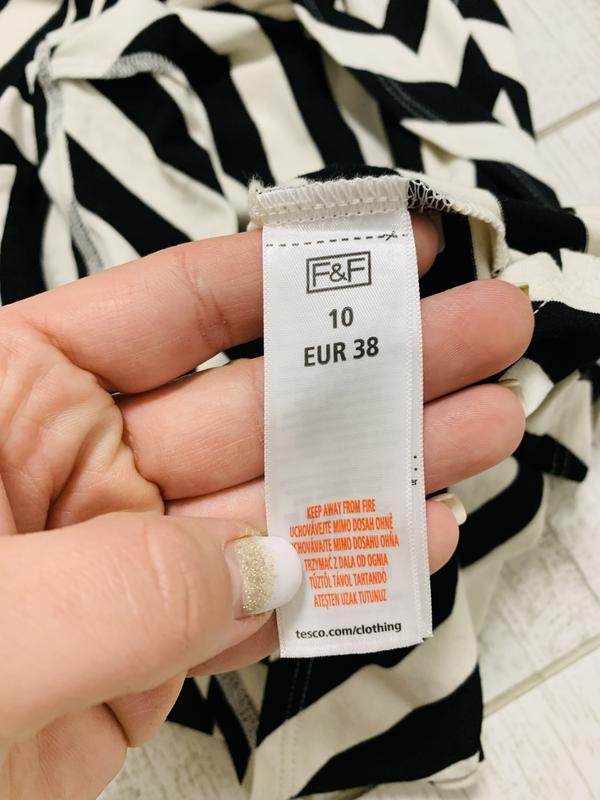 F&F
10
EUR 38
KEEP AWAY FROM FIRE
UCHOVÁVEJTE MIMO DOSAH OHNĚ
UCHOVÁVAJTE MIMO DOSAHU OHŇA
TRZYMAĆ Z DALA OD OGNIA
TŰZTŐL TÁVOL TARTANDÓ
ATEŞTEN UZAK TUTUNUZ
tesco.com/clothing